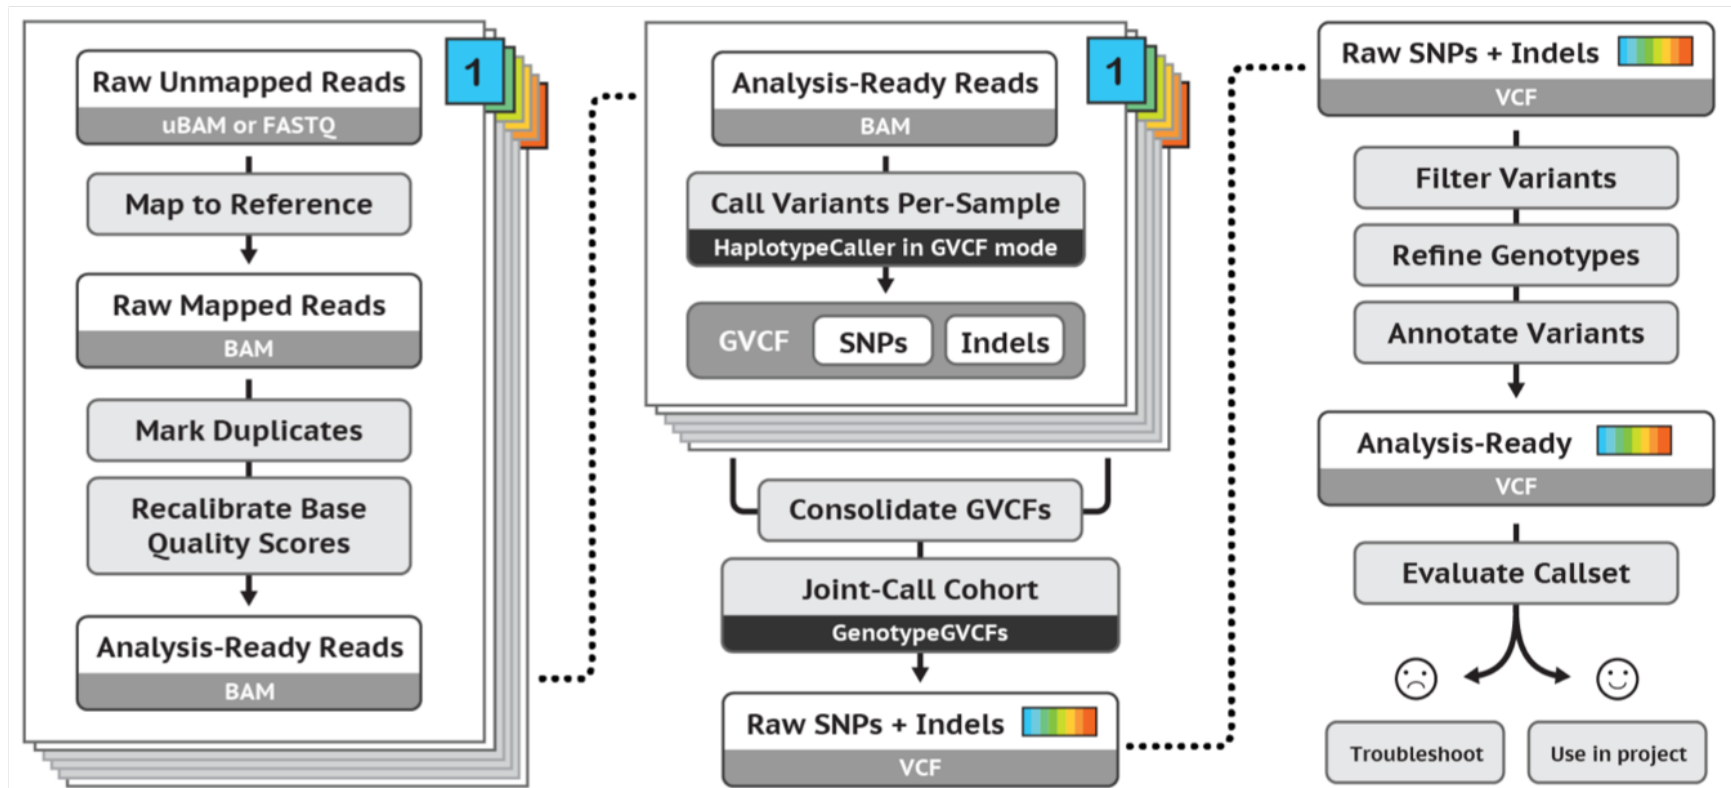 1
Raw Unmapped Reads
uBAM or FASTQ
Map to Reference
Raw Mapped Reads
BAM
Mark Duplicates
Recalibrate Base
Quality Scores
Analysis-Ready Reads
BAM
1
Analysis-Ready Reads
BAM
Call Variants Per-Sample
HaplotypeCaller in GVCF mode
GVCF SNPs Indels
Consolidate GVCFs
Joint-Call Cohort
GenotypeGVCFs
Raw SNPs + Indels
VCF
Raw SNPs + Indels
VCF
Filter Variants
Refine Genotypes
Annotate Variants
Analysis-Ready
VCF
Evaluate Callset
Troubleshoot
Use in project